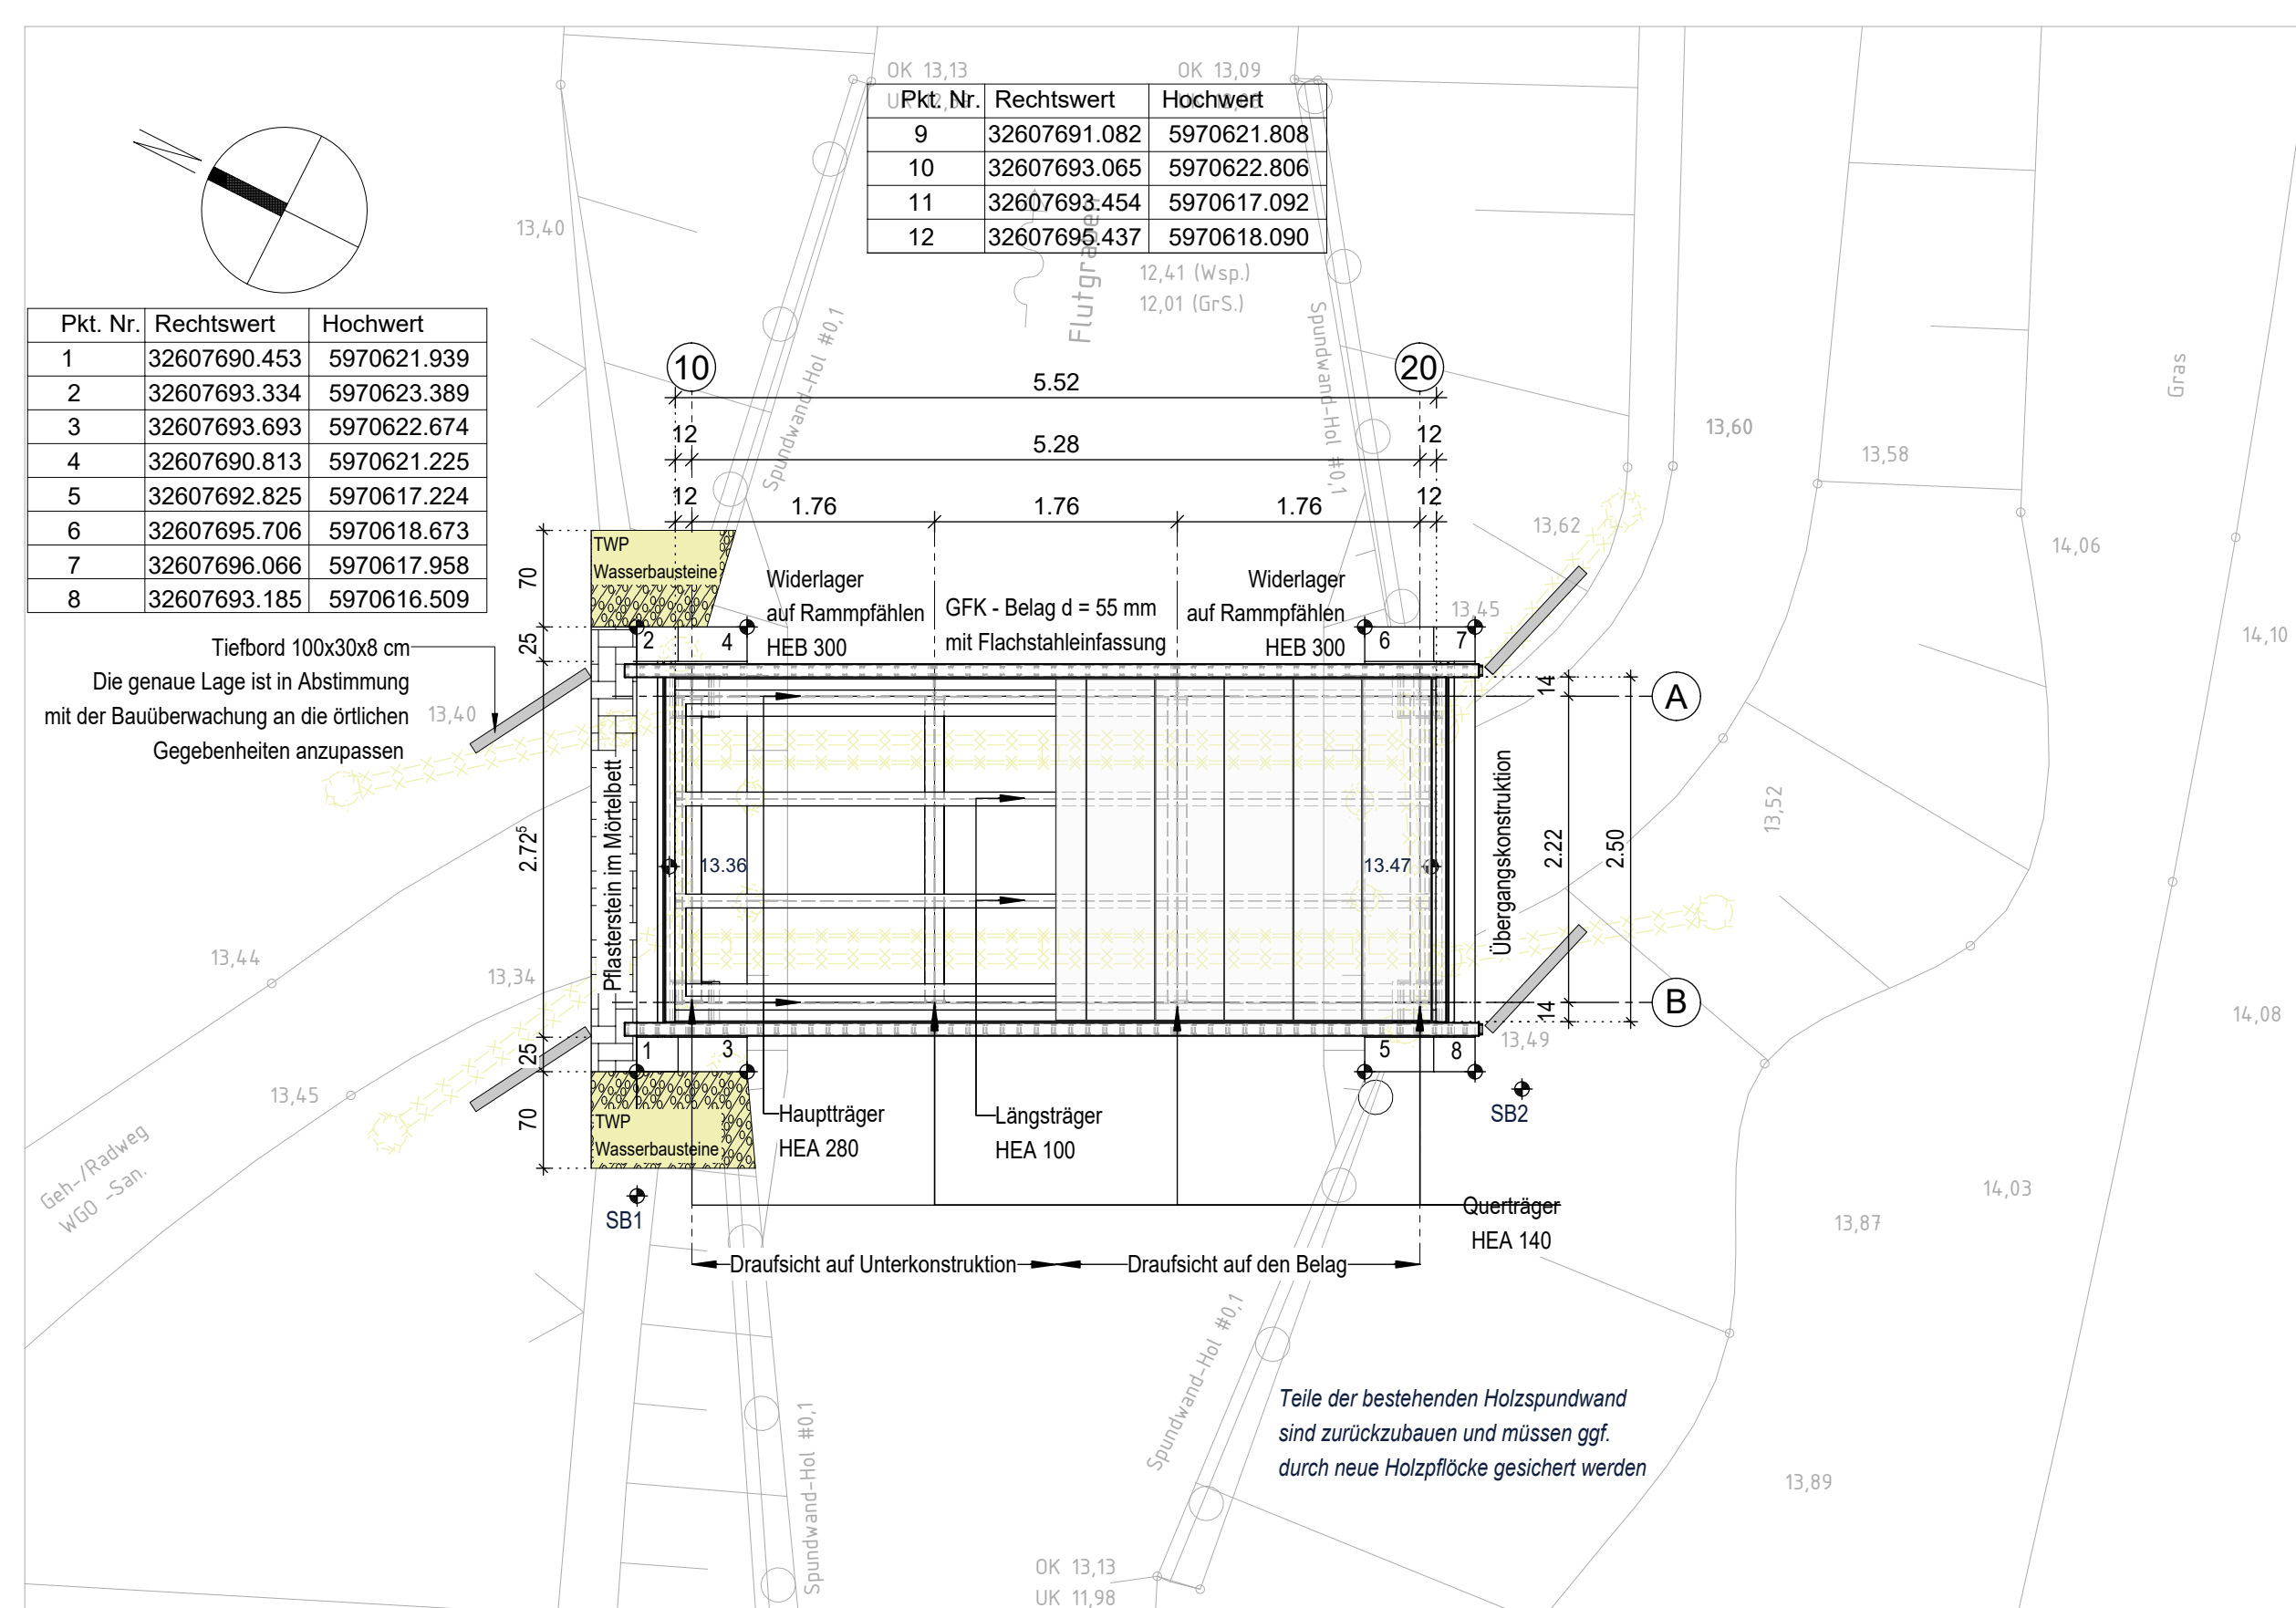 OK 13,13
OK 13,09
Pkt. Nr. Rechtswert Hochwert
9 32607691.082 5970621.808
10 32607693.065 5970622.806
11 32607693.454 5970617.092
12 32607695.437 5970618.090
N
13,40
Flutgraben
12,41 (Wsp.)
12,01 (GrS.)
Pkt. Nr. Rechtswert Hochwert
1 32607690.453 5970621.939
2 32607693.334 5970623.389
3 32607693.693 5970622.674
4 32607690.813 5970621.225
5 32607692.825 5970617.224
6 32607695.706 5970618.673
7 32607696.066 5970617.958
8 32607693.185 5970616.509
Spundwand-Hol #0,1
Spundwand-Hol #0,1
Gras
10
20
5.52
12
5.28
12
12
1.76
1.76
1.76
12
13,60
13,58
13,62
14,06
13,45
14,10
TWP
Wasserbausteine
70
25
Widerlager
auf Rammpfählen
HEB 300
GFK - Belag d = 55 mm
mit Flachstahleinfassung
Widerlager
auf Rammpfählen
HEB 300
2
4
6
7
Tiefbord 100x30x8 cm
Die genaue Lage ist in Abstimmung
mit der Bauüberwachung an die örtlichen
Gegebenheiten anzupassen
13,40
14
A
Pflasterstein im Mörtelbett
2.72⁵
13.36
13.47
Übergangskonstruktion
2.22
2.50
13,52
13,44
13,34
14
B
13,45
13,49
14,08
25
70
1
3
5
8
SB2
TWP
Wasserbausteine
Hauptträger
HEA 280
Längsträger
HEA 100
Geh-/Radweg
WGO -San.
SB1
Querträger
HEA 140
14,03
13,87
Draufsicht auf Unterkonstruktion
Draufsicht auf den Belag
Spundwand-Hol #0,1
Spundwand-Hol #0,1
Teile der bestehenden Holzspundwand
sind zurückzubauen und müssen ggf.
durch neue Holzpflöcke gesichert werden
13,89
OK 13,13
UK 11,98